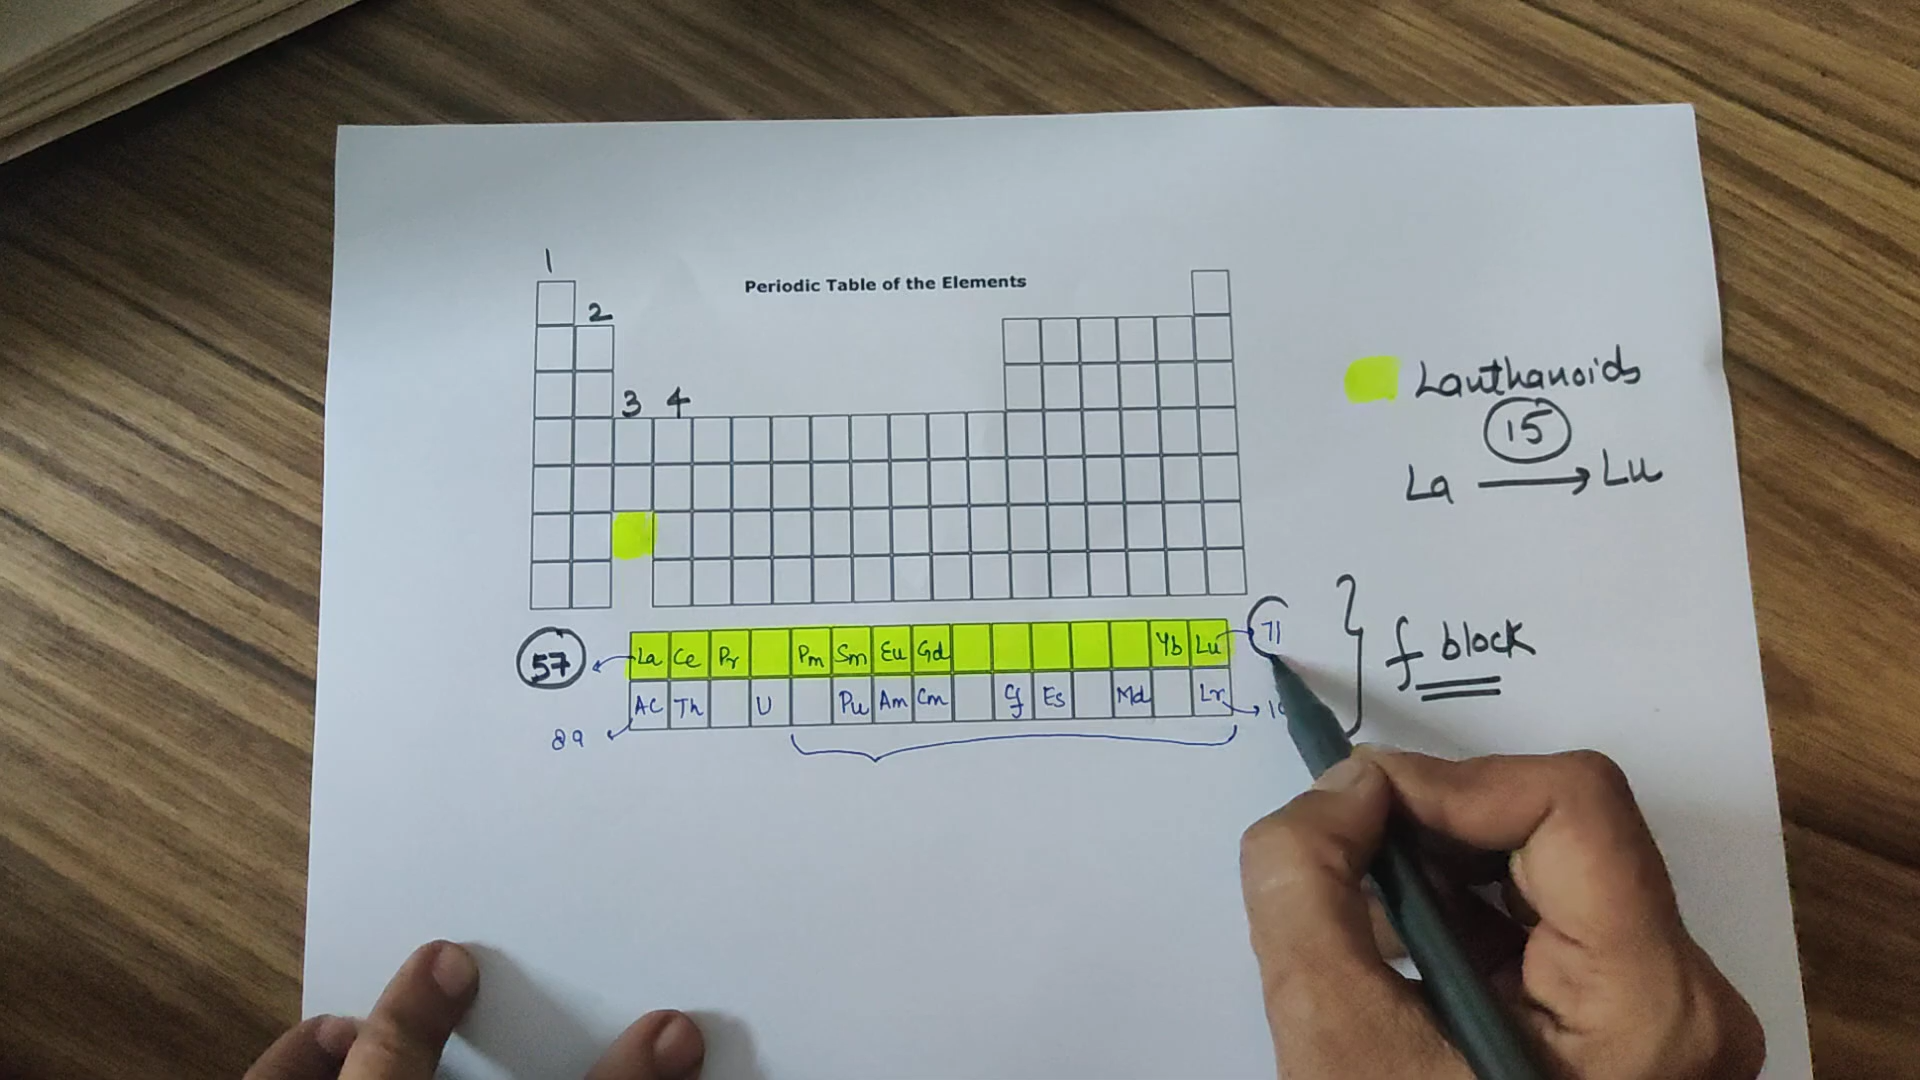 1
Periodic Table of the Elements
2
3 4
Lanthanoids
15
La → Lu
57 La Ce Pr Pm Sm Eu Gd Yb Lu 71
f block
AC Th U Pu Am Cm Cf Es Md Lr
89